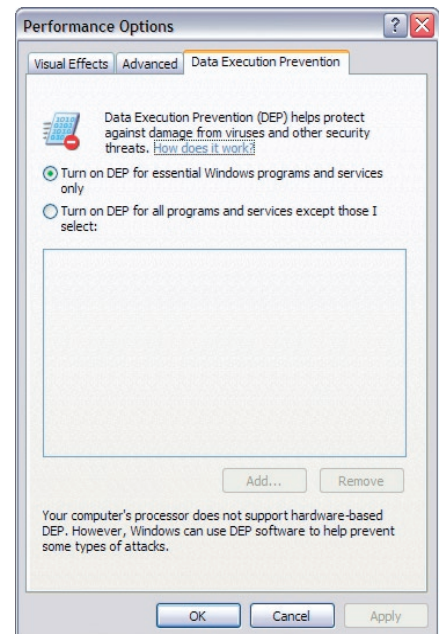 Performance Options
Visual Effects Advanced Data Execution Prevention
Data Execution Prevention (DEP) helps protect
against damage from viruses and other security
threats. How does it work?
Turn on DEP for essential Windows programs and services
only
Turn on DEP for all programs and services except those I
select:
Add... Remove
Your computer's processor does not support hardware-based
DEP. However, Windows can use DEP software to help prevent
some types of attacks.
OK Cancel Apply